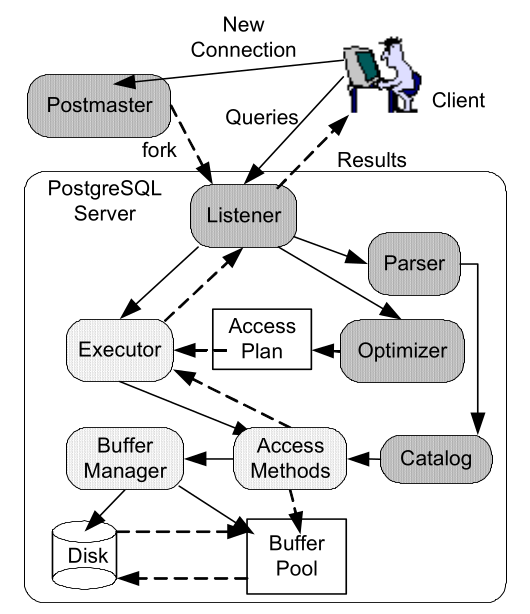 New
Connection
Postmaster
Queries
Client
fork
Results
PostgreSQL
Server
Listener
Parser
Access
Plan
Executor
Optimizer
Buffer
Manager
Access
Methods
Catalog
Disk
Buffer
Pool